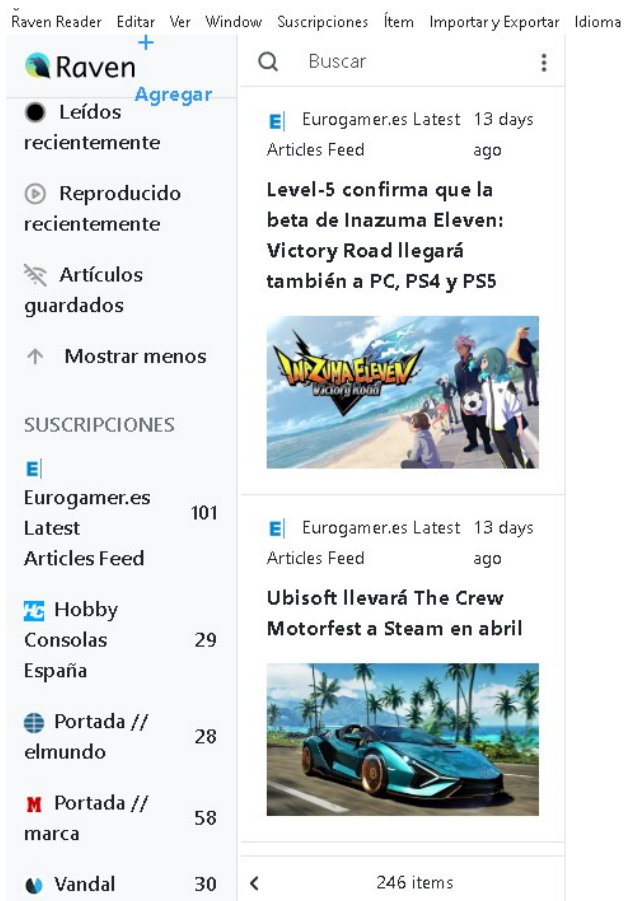 Raven Reader Editar Ver Window Suscripciones Ítem Importar y Exportar Idioma
Raven
+
Agregar
Leídos
recientemente
Reproducido
recientemente
Artículos
guardados
Mostrar menos
SUSCRIPCIONES
E
Eurogamer.es
Latest
Articles Feed
101
HC Hobby
Consolas
España
29
Portada //
elmundo
28
M Portada //
marca
58
Vandal 30
Buscar
E Eurogamer.es Latest
Articles Feed
13 days
ago
Level-5 confirma que la
beta de Inazuma Eleven:
Victory Road llegará
también a PC, PS4 y PS5
INAZUMA ELEVEN
Victory Road
E Eurogamer.es Latest
Articles Feed
13 days
ago
Ubisoft llevará The Crew
Motorfest a Steam en abril
246 items